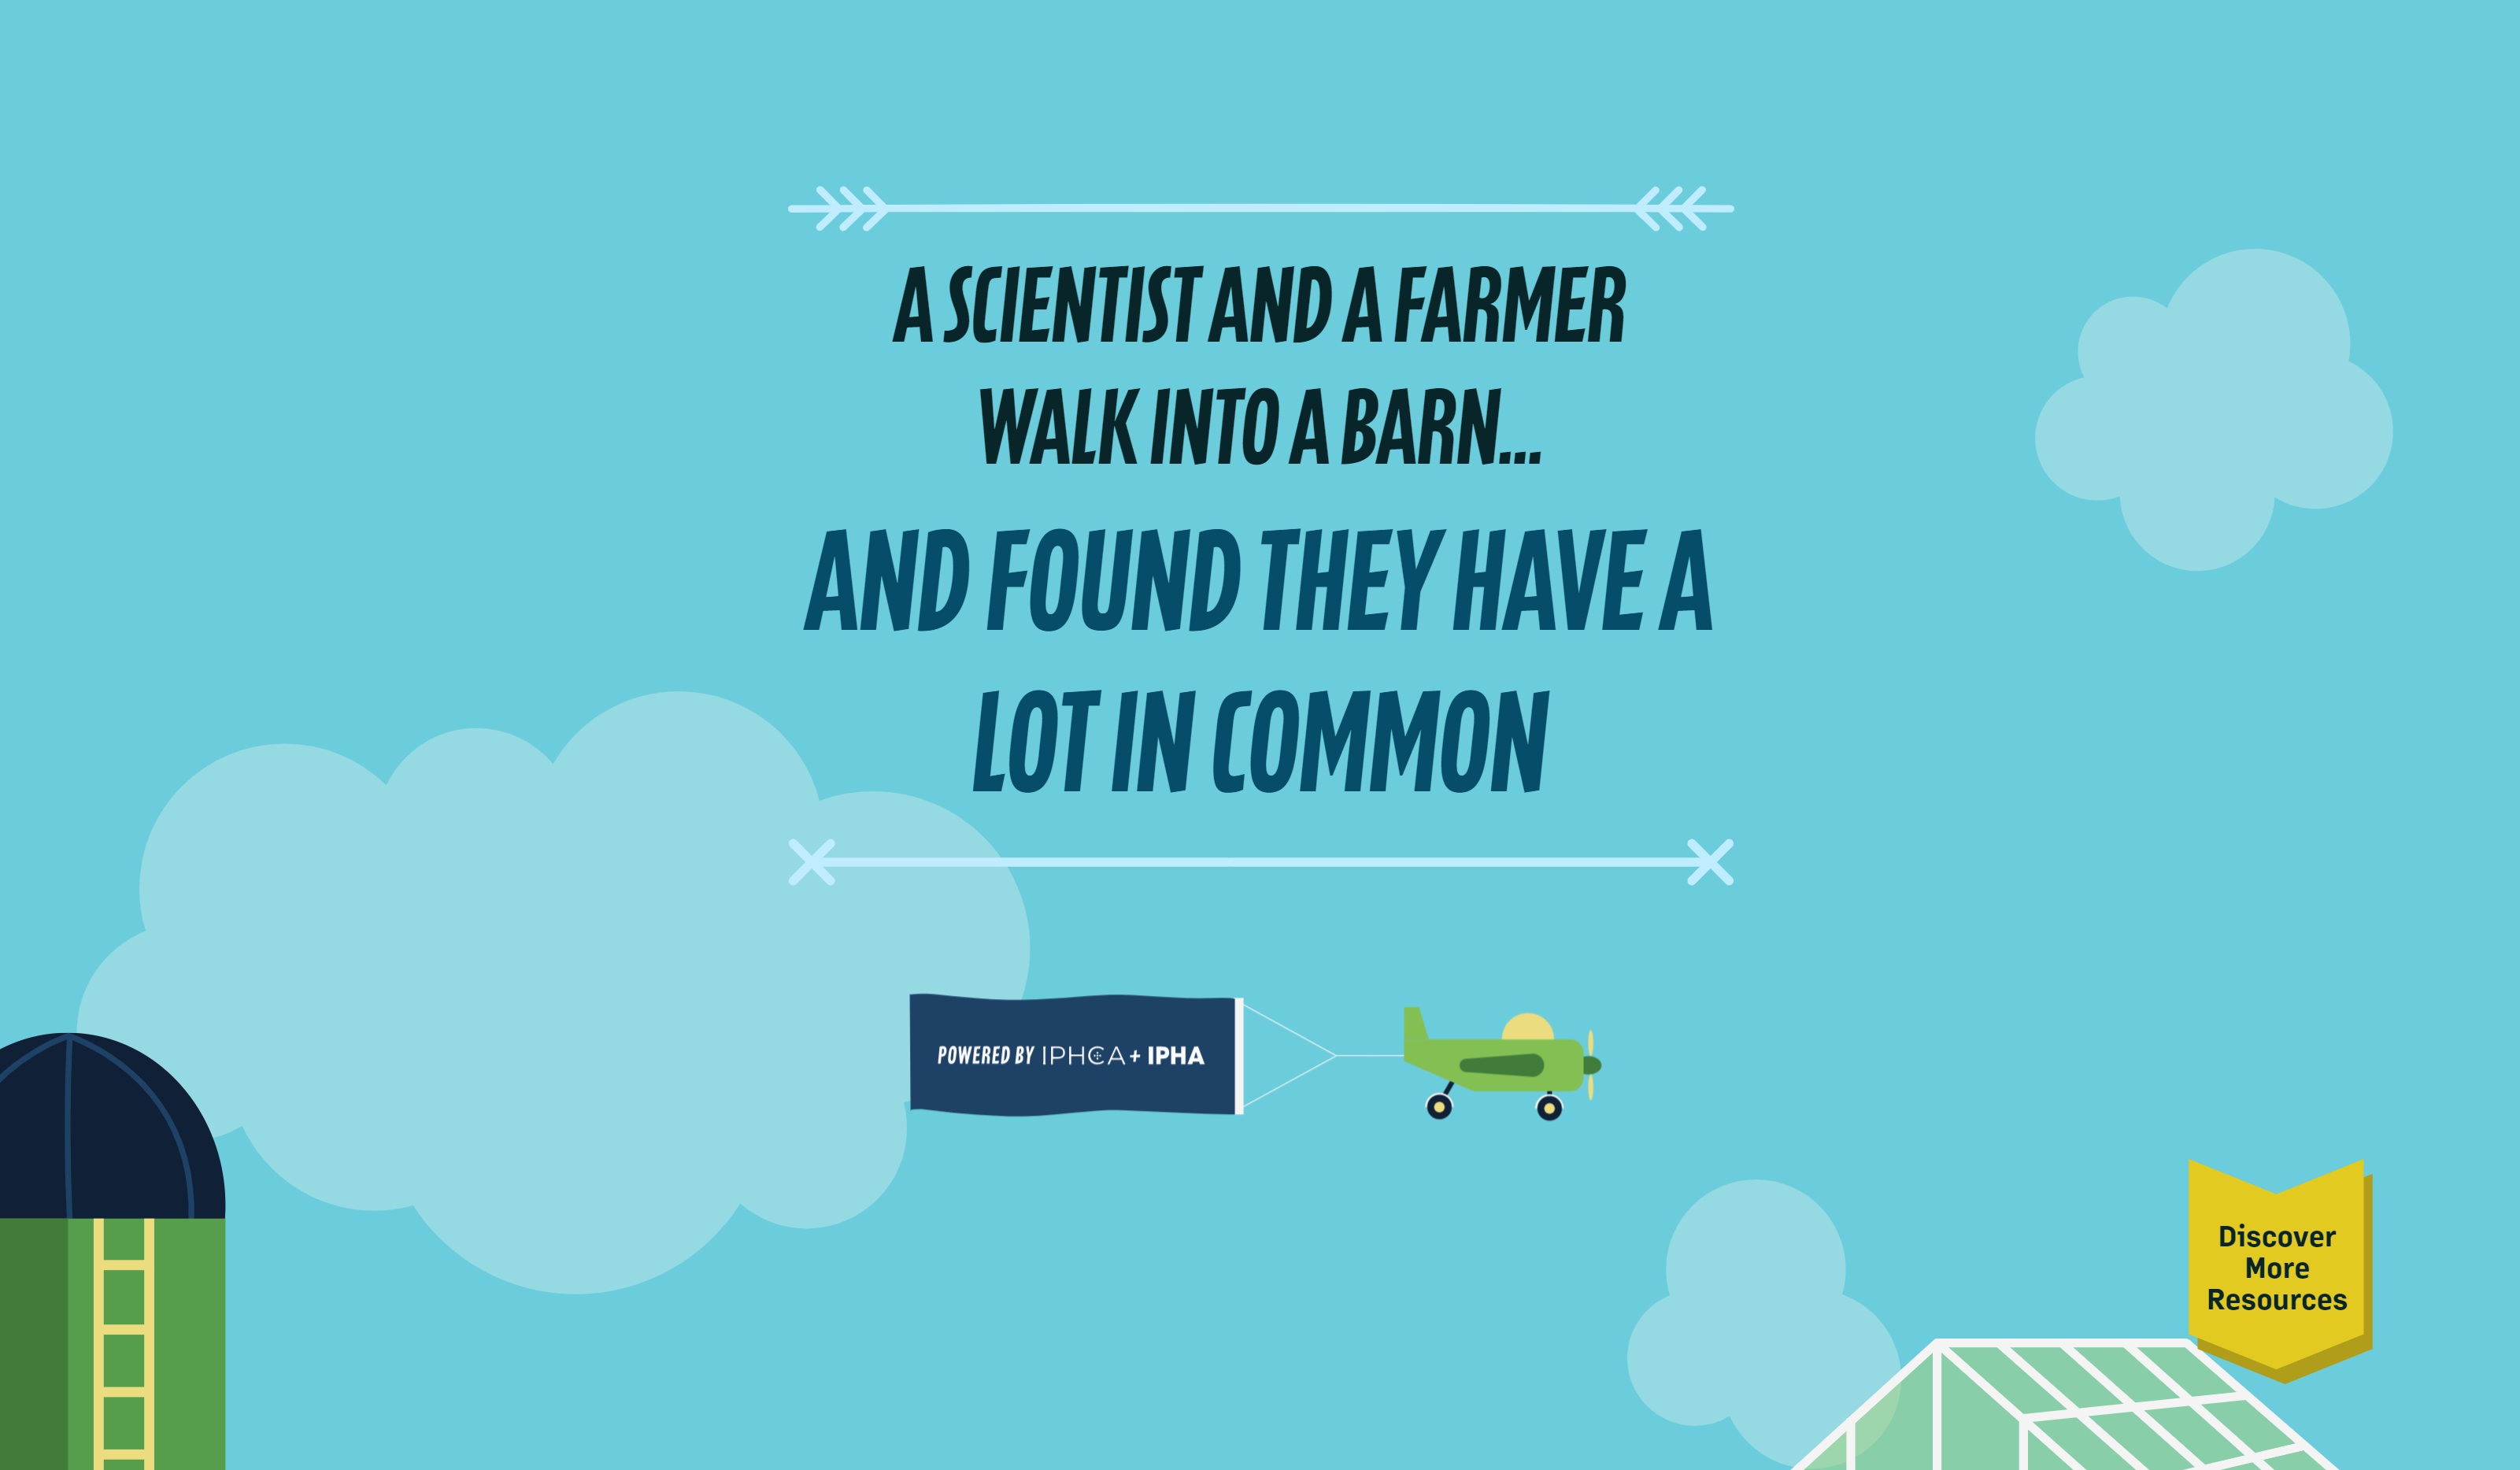 A SCIENTIST AND A FARMER
WALK INTO A BARN...
AND FOUND THEY HAVE A
LOT IN COMMON
POWERED BY IPHCA + IPHA
Discover
More
Resources